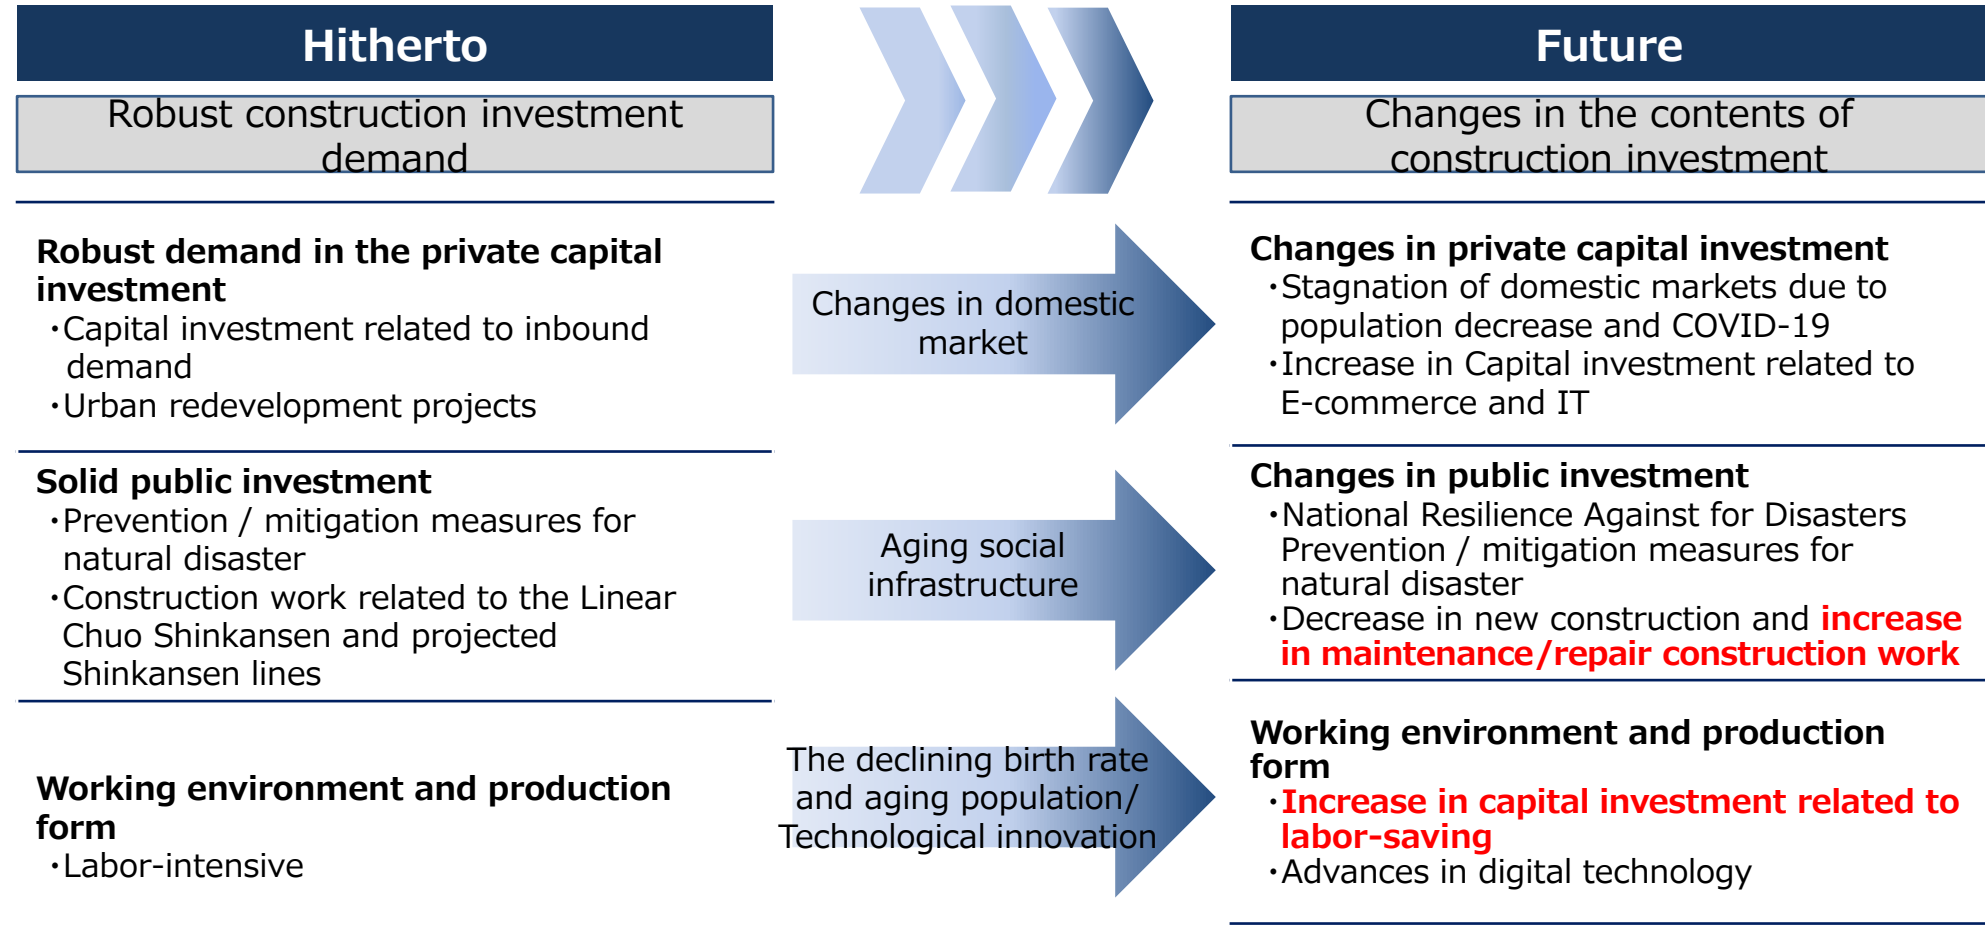 Hitherto
Robust construction investment
demand
Robust demand in the private capital
investment
・Capital investment related to inbound
demand
・Urban redevelopment projects
Solid public investment
・Prevention / mitigation measures for
natural disaster
・Construction work related to the Linear
Chuo Shinkansen and projected
Shinkansen lines
Working environment and production
form
・Labor-intensive
Changes in domestic
market
Aging social
infrastructure
The declining birth rate
and aging population/
Technological innovation
Future
Changes in the contents of
construction investment
Changes in private capital investment
・Stagnation of domestic markets due to
population decrease and COVID-19
・Increase in Capital investment related to
E-commerce and IT
Changes in public investment
・National Resilience Against for Disasters
Prevention / mitigation measures for
natural disaster
・Decrease in new construction and increase
in maintenance/repair construction work
Working environment and production
form
・Increase in capital investment related to
labor-saving
・Advances in digital technology